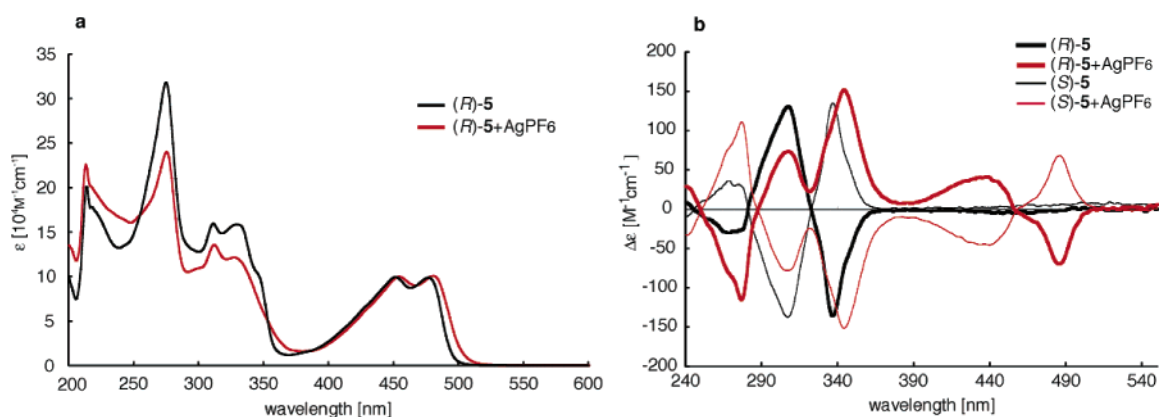 a
35
30
25
20
15
10
5
0
ε [10⁴M⁻¹cm⁻¹]
200 250 300 350 400 450 500 550 600
wavelength [nm]
(R)-5
(R)-5+AgPF6
b
200
150
100
50
0
-50
-100
-150
-200
Δε [M⁻¹cm⁻¹]
240 290 340 390 440 490 540
wavelength [nm]
(R)-5
(R)-5+AgPF6
(S)-5
(S)-5+AgPF6